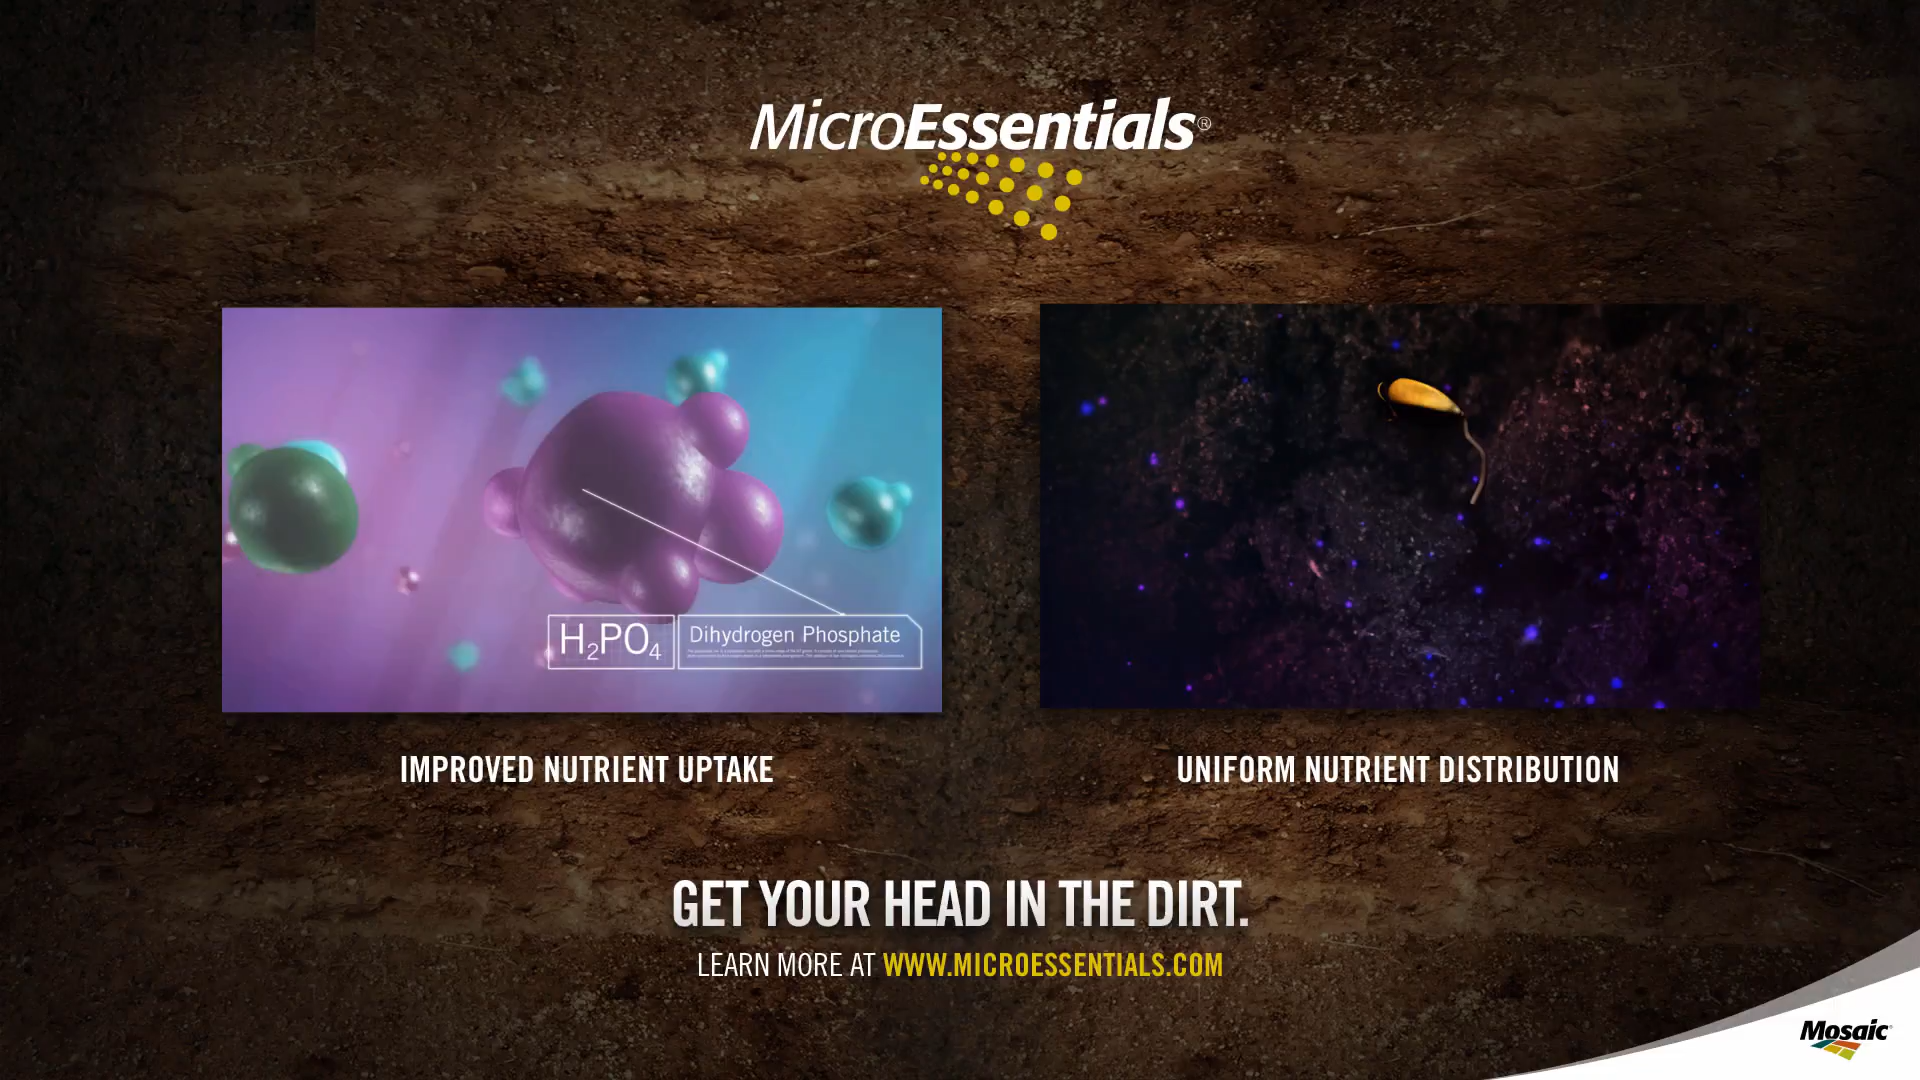 MicroEssentials®
H₂PO₄
Dihydrogen Phosphate
IMPROVED NUTRIENT UPTAKE
UNIFORM NUTRIENT DISTRIBUTION
GET YOUR HEAD IN THE DIRT.
LEARN MORE AT WWW.MICROESSENTIALS.COM
Mosaic®